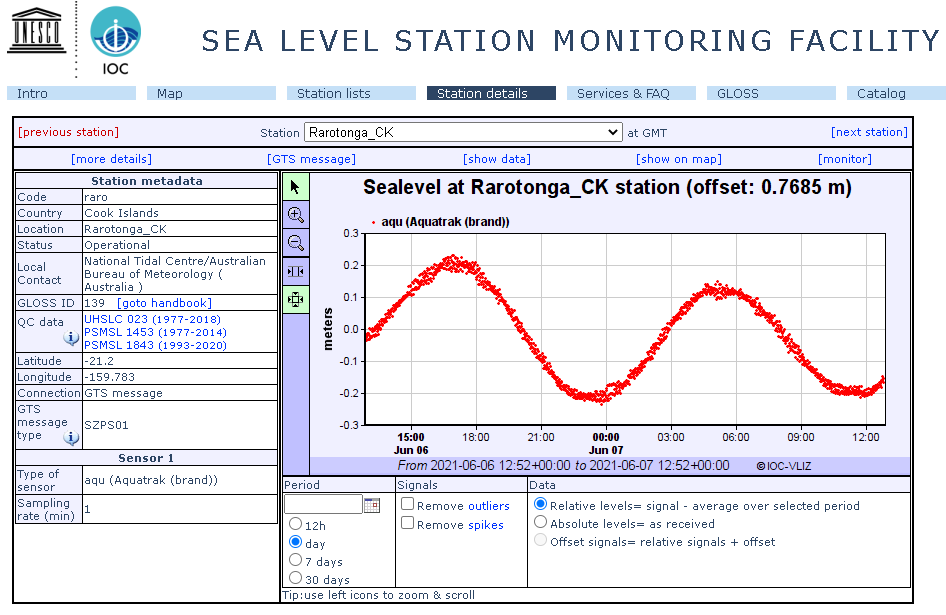 UNESCO
IOC
SEA LEVEL STATION MONITORING FACILITY
Intro Map Station lists Station details Services & FAQ GLOSS Catalog
[previous station] Station Rarotonga_CK at GMT [next station]
[more details] [GTS message] [show data] [show on map] [monitor]
Station metadata
Code raro
Country Cook Islands
Location Rarotonga_CK
Status Operational
Local Contact
National Tidal Centre/Australian
Bureau of Meteorology (
Australia )
GLOSS ID 139 [goto handbook]
QC data
UHSLC 023 (1977-2018)
PSMSL 1453 (1977-2014)
PSMSL 1843 (1993-2020)
Latitude -21.2
Longitude -159.783
Connection GTS message
GTS
message
type
SZPS01
Sensor 1
Type of
sensor
aqu (Aquatrak (brand))
Sampling
rate (min)
1
Sealevel at Rarotonga_CK station (offset: 0.7685 m)
aqu (Aquatrak (brand))
meters
0.3
0.2
0.1
0.0
-0.1
-0.2
-0.3
15:00 18:00 21:00 00:00 03:00 06:00 09:00 12:00
Jun 06 Jun 07
From 2021-06-06 12:52+00:00 to 2021-06-07 12:52+00:00 ©IOC-VLIZ
Period
12h
day
7 days
30 days
Signals
Remove outliers
Remove spikes
Data
Relative levels= signal - average over selected period
Absolute levels= as received
Offset signals= relative signals + offset
Tip:use left icons to zoom & scroll